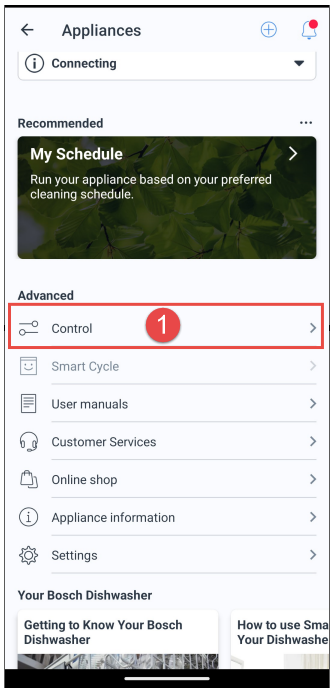 Appliances
Connecting
Recommended
My Schedule
Run your appliance based on your preferred
cleaning schedule.
Advanced
Control
1
Smart Cycle
User manuals
Customer Services
Online shop
Appliance information
Settings
Your Bosch Dishwasher
Getting to Know Your Bosch
Dishwasher
How to use Sma
Your Dishwashe